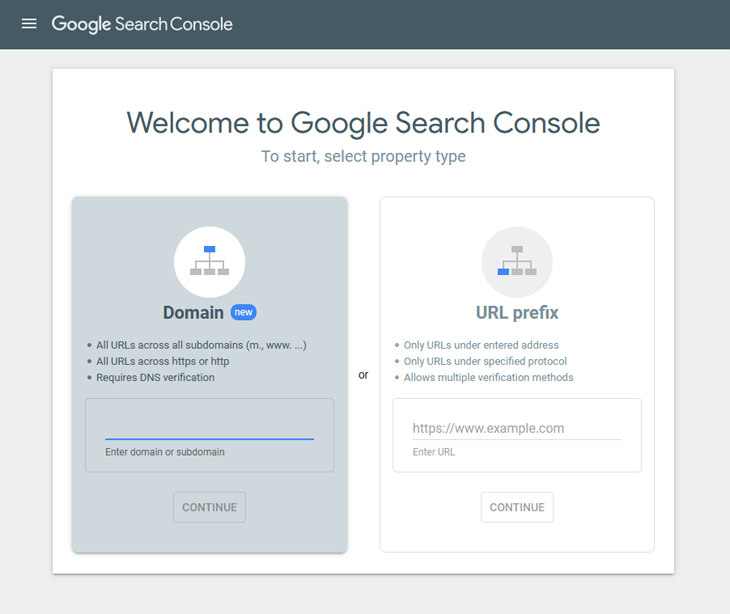 Google Search Console
Welcome to Google Search Console
To start, select property type
Domain new
All URLs across all subdomains (m., www. ...)
All URLs across https or http
Requires DNS verification
Enter domain or subdomain
CONTINUE
or
URL prefix
Only URLs under entered address
Only URLs under specified protocol
Allows multiple verification methods
https://www.example.com
Enter URL
CONTINUE